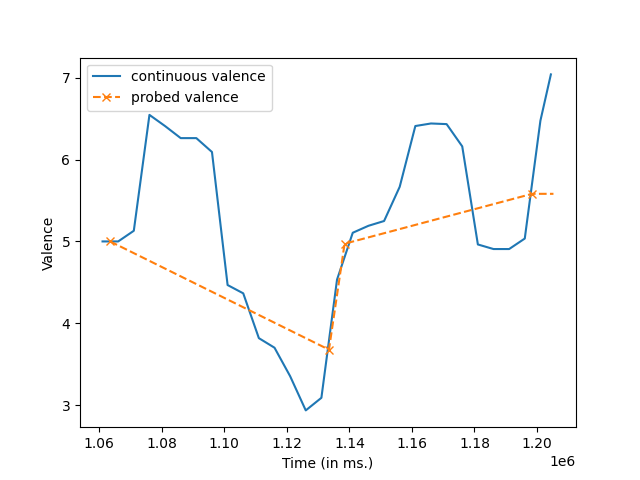 continuous valence
probed valence
7
6
5
4
3
Valence
1.06 1.08 1.10 1.12 1.14 1.16 1.18 1.20
1e6
Time (in ms.)